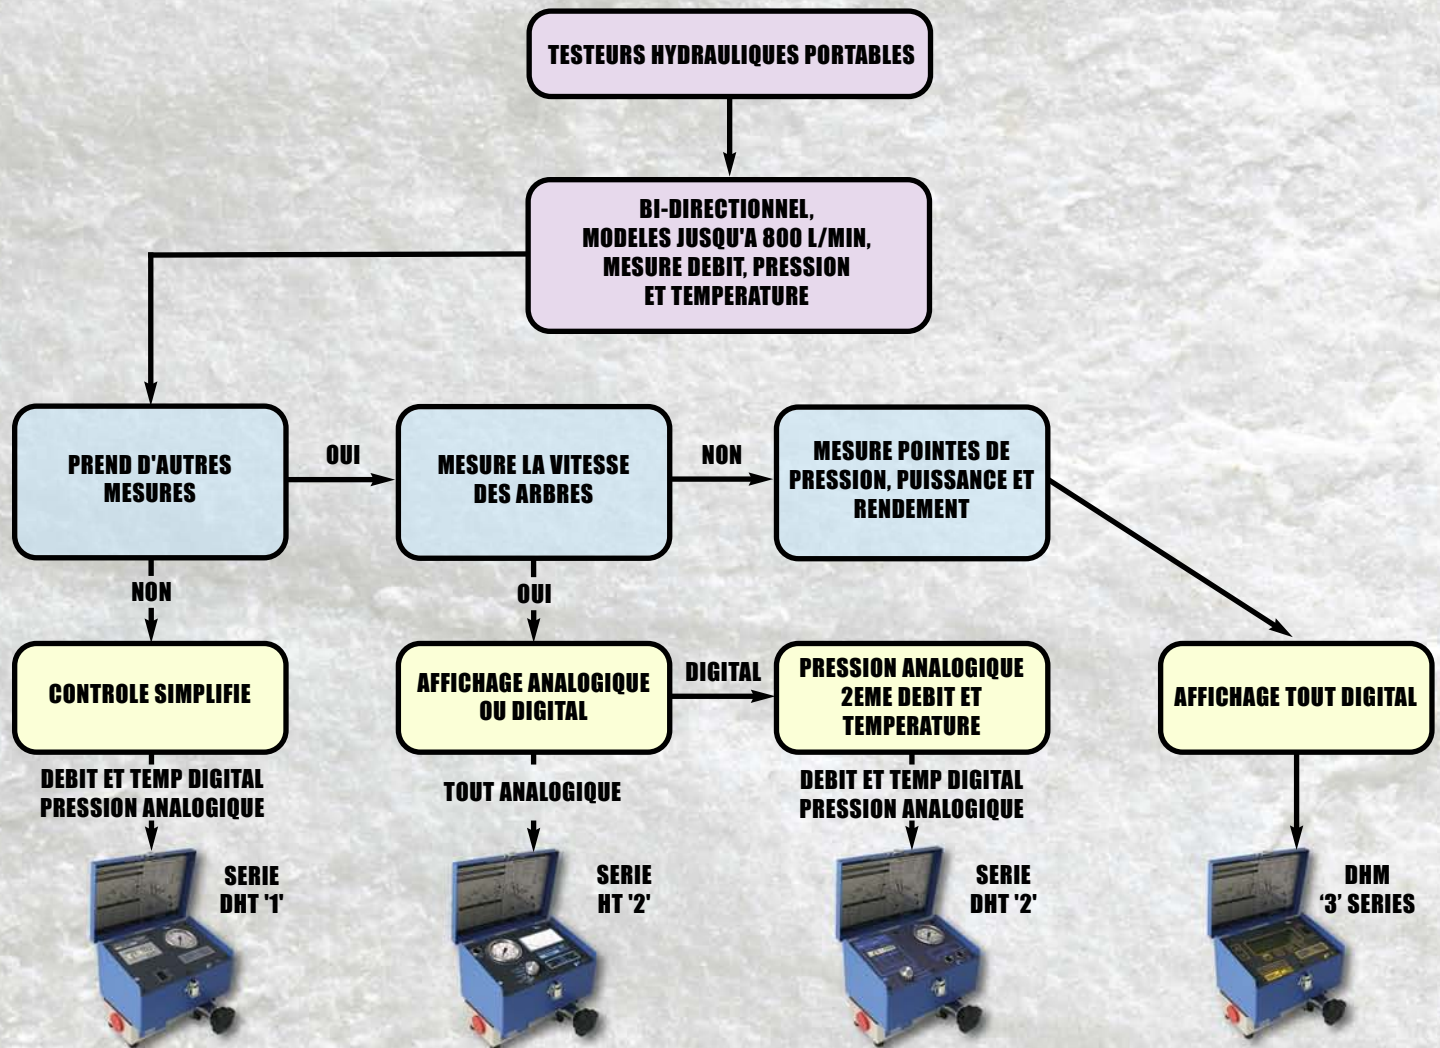 TESTEURS HYDRAULIQUES PORTABLES
BI-DIRECTIONNEL,
MODELES JUSQU'A 800 L/MIN,
MESURE DEBIT, PRESSION
ET TEMPERATURE
PREND D'AUTRES
MESURES
OUI
MESURE LA VITESSE
DES ARBRES
NON
MESURE POINTES DE
PRESSION, PUISSANCE ET
RENDEMENT
NON
OUI
CONTROLE SIMPLIFIE
AFFICHAGE ANALOGIQUE
OU DIGITAL
DIGITAL
PRESSION ANALOGIQUE
2EME DEBIT ET
TEMPERATURE
AFFICHAGE TOUT DIGITAL
DEBIT ET TEMP DIGITAL
PRESSION ANALOGIQUE
TOUT ANALOGIQUE
DEBIT ET TEMP DIGITAL
PRESSION ANALOGIQUE
SERIE
DHT '1'
SERIE
HT '2'
SERIE
DHT '2'
DHM
‘3’ SERIES